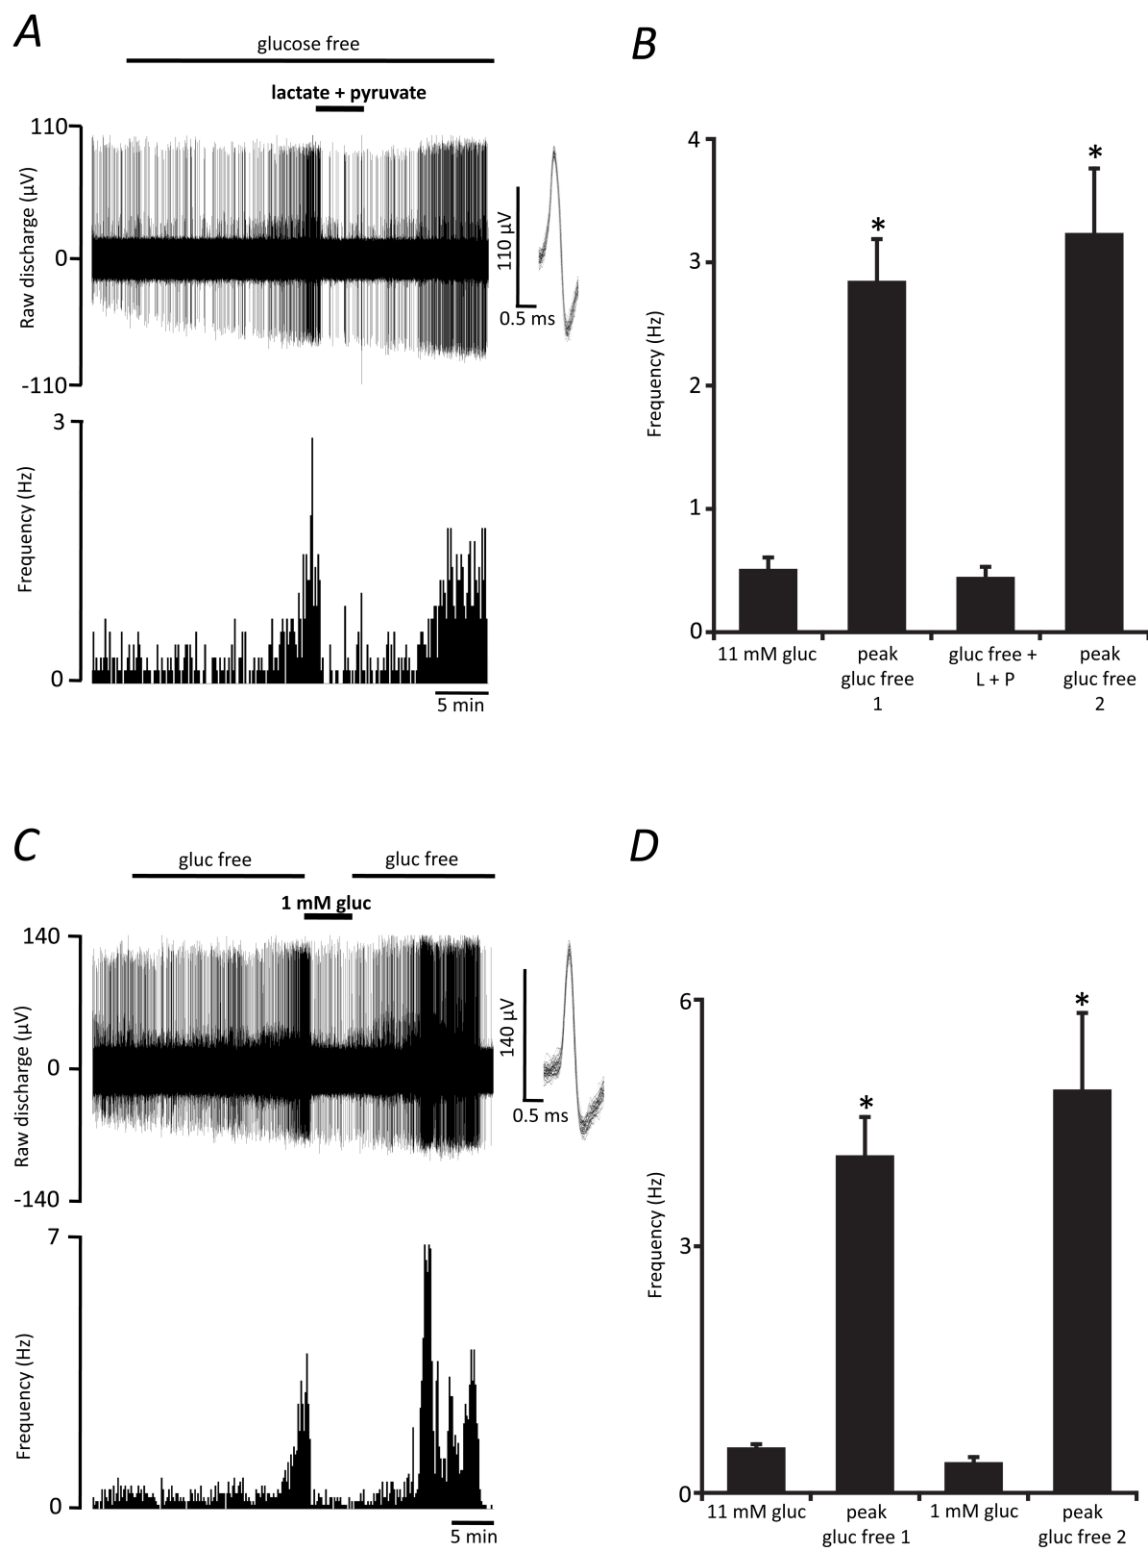 A
glucose free
lactate + pyruvate
110
0
-110
Raw discharge (µV)
110 µV
0.5 ms
3
0
Frequency (Hz)
5 min
B
4
3
2
1
0
Frequency (Hz)
*
*
11 mM gluc
peak
gluc free
1
gluc free +
L + P
peak
gluc free
2
C
gluc free
gluc free
1 mM gluc
140
0
-140
Raw discharge (µV)
140 µV
0.5 ms
7
0
Frequency (Hz)
5 min
D
6
3
0
Frequency (Hz)
*
*
11 mM gluc
peak
gluc free 1
1 mM gluc
peak
gluc free 2